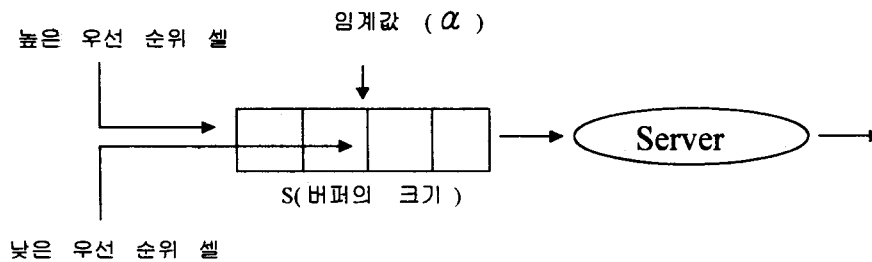 높은 우선 순위 셀
임계값 ( α )
Server
S( 버퍼의 크기 )
낮은 우선 순위 셀